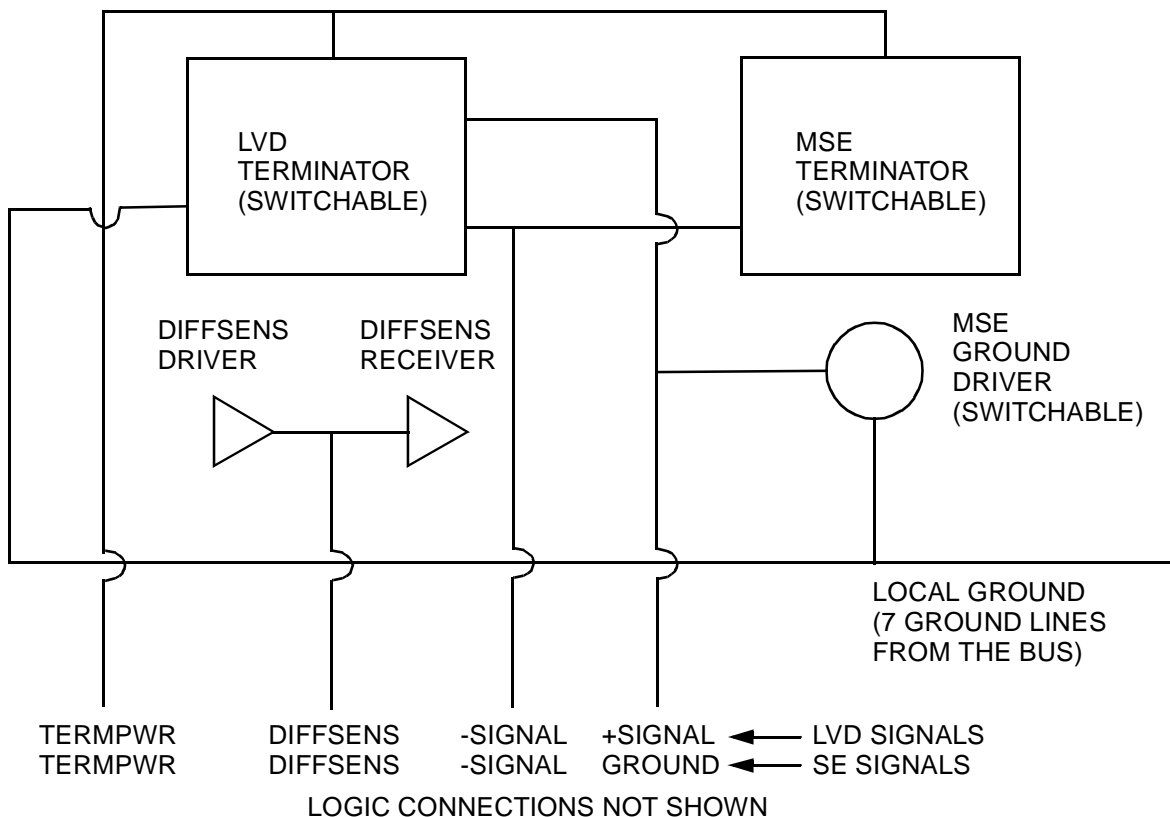 LVD
TERMINATOR
(SWITCHABLE)
MSE
TERMINATOR
(SWITCHABLE)
DIFFSENS
DRIVER
DIFFSENS
RECEIVER
MSE
GROUND
DRIVER
(SWITCHABLE)
LOCAL GROUND
(7 GROUND LINES
FROM THE BUS)
TERMPWR DIFFSENS -SIGNAL +SIGNAL LVD SIGNALS
TERMPWR DIFFSENS -SIGNAL GROUND SE SIGNALS
LOGIC CONNECTIONS NOT SHOWN